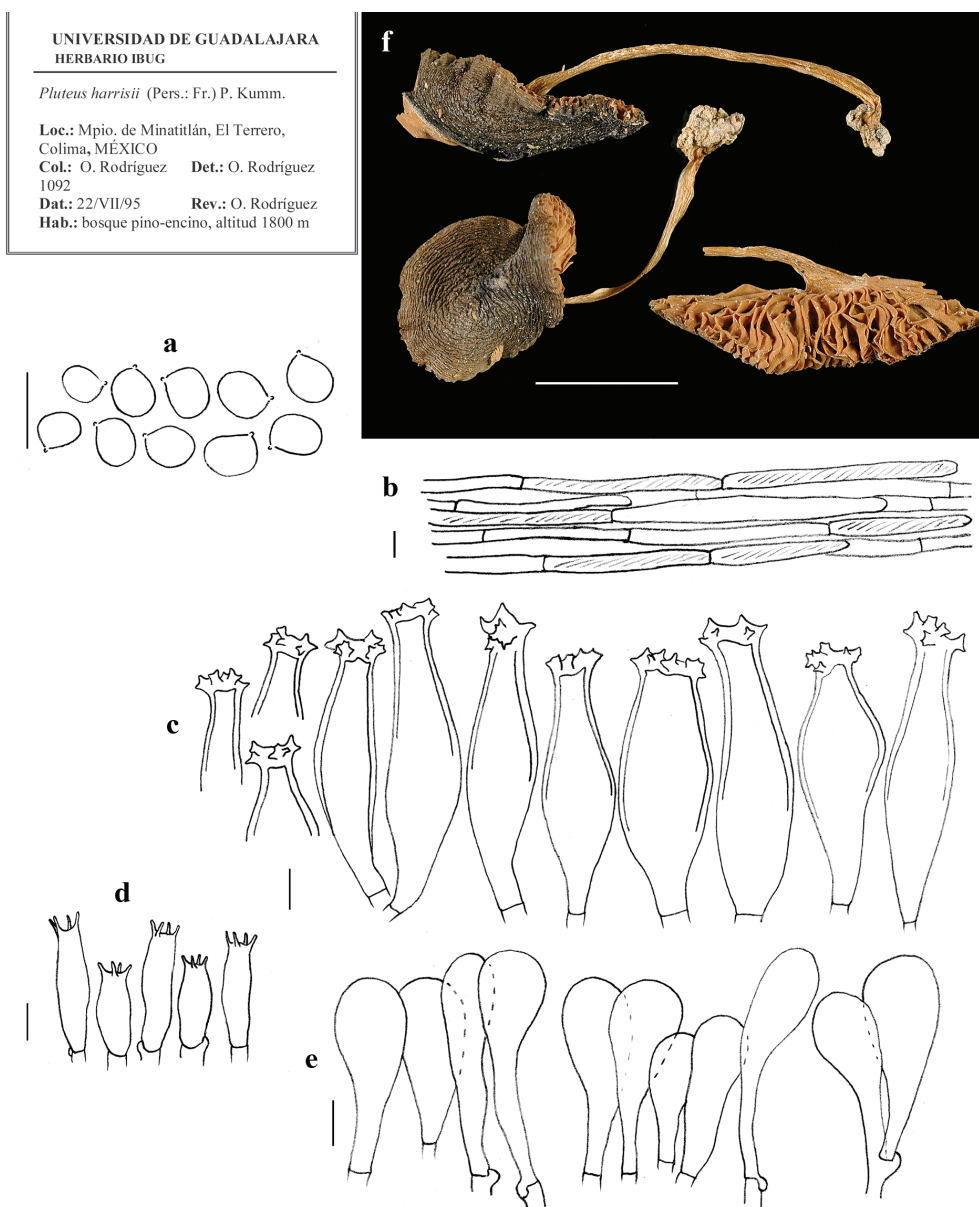 UNIVERSIDAD DE GUADALAJARA
HERBARIO IBUG
Pluteus harrisii (Pers.: Fr.) P. Kumm.
Loc.: Mpio. de Minatitlán, El Terrero,
Colima, MÉXICO
Col.: O. Rodríguez Det.: O. Rodríguez
1092
Dat.: 22/VII/95 Rev.: O. Rodríguez
Hab.: bosque pino-encino, altitud 1800 m
f
a
b
c
d
e